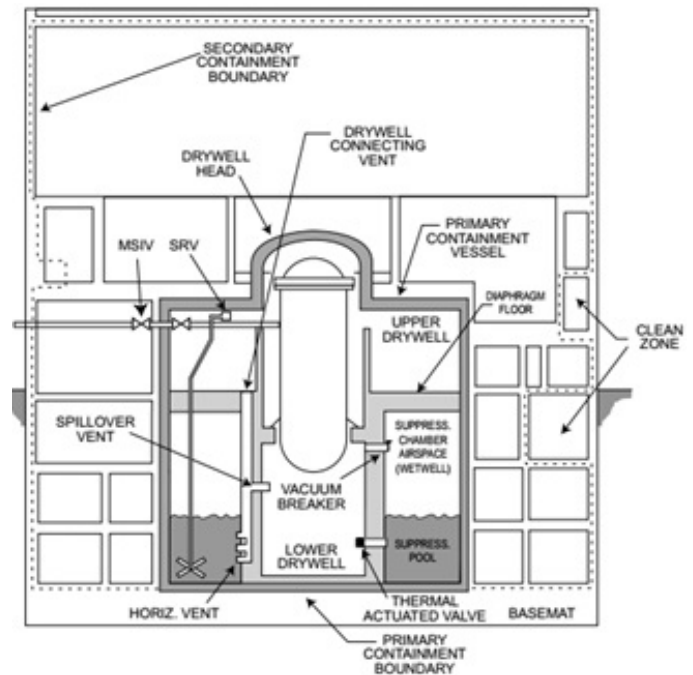 SECONDARY
CONTAINMENT
BOUNDARY
DRYWELL
CONNECTING
VENT
DRYWELL
HEAD
MSIV
SRV
PRIMARY
CONTAINMENT
VESSEL
DIAPHRAGM
FLOOR
UPPER
DRYWELL
CLEAN
ZONE
SPILLOVER
VENT
SUPPRESS.
CHAMBER
AIRSPACE
(WETWELL)
VACUUM
BREAKER
LOWER
DRYWELL
SUPPRESS.
POOL
HORIZ. VENT
THERMAL
ACTUATED VALVE
BASEMAT
PRIMARY
CONTAINMENT
BOUNDARY